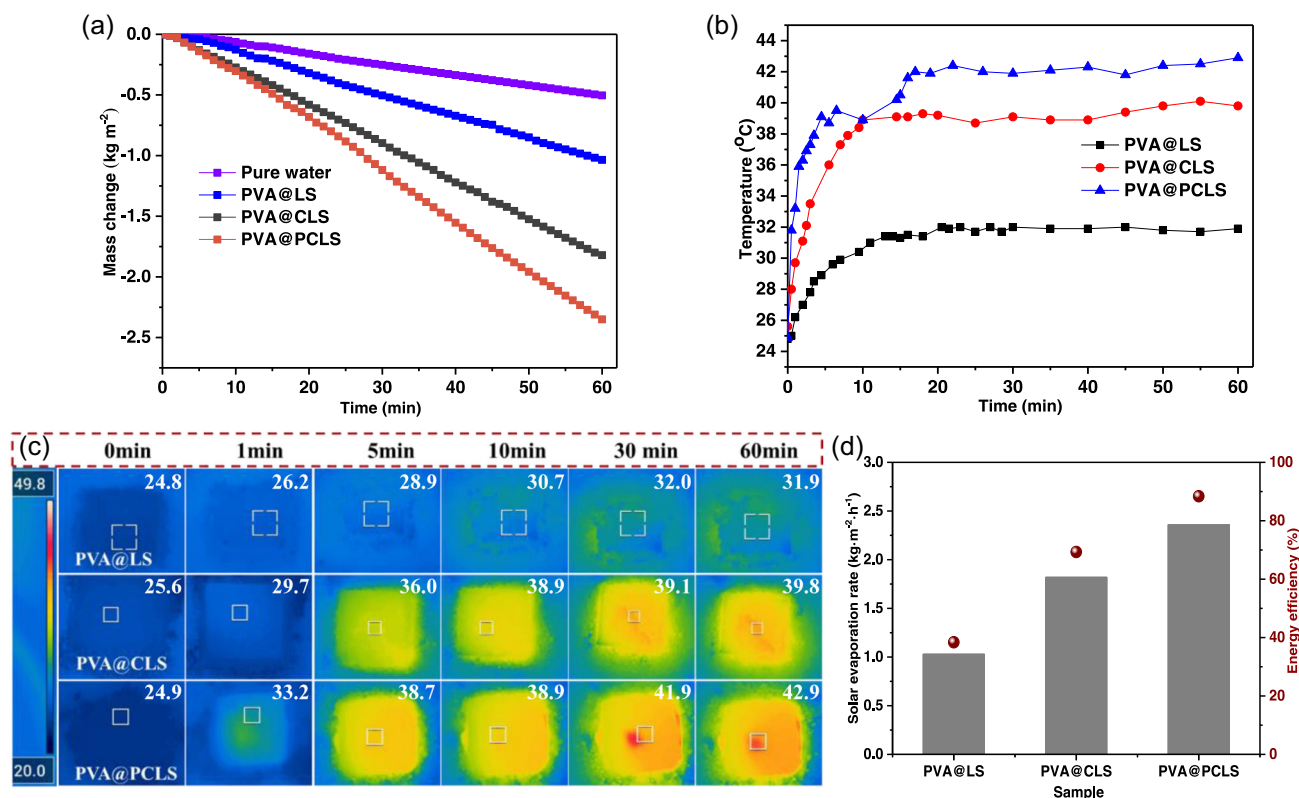 (a)
0.0
-0.5
-1.0
-1.5
-2.0
-2.5
Mass change (kg m⁻²)
Pure water
PVA@LS
PVA@CLS
PVA@PCLS
0 10 20 30 40 50 60
Time (min)
(b)
42
40
38
36
34
32
30
28
26
24
Temperature (°C)
PVA@LS
PVA@CLS
PVA@PCLS
0 10 20 30 40 50 60
Time (min)
(c)
0min 1min 5min 10min 30 min 60min
49.8
24.8 26.2 28.9 30.7 32.0 31.9
PVA@LS
25.6 29.7 36.0 38.9 39.1 39.8
PVA@CLS
24.9 33.2 38.7 38.9 41.9 42.9
PVA@PCLS
20.0
(d)
3.0
2.5
2.0
1.5
1.0
0.5
0.0
Solar evaporation rate (kg·m⁻²·h⁻¹)
100
80
60
40
20
0
Energy efficiency (%)
PVA@LS PVA@CLS PVA@PCLS
Sample